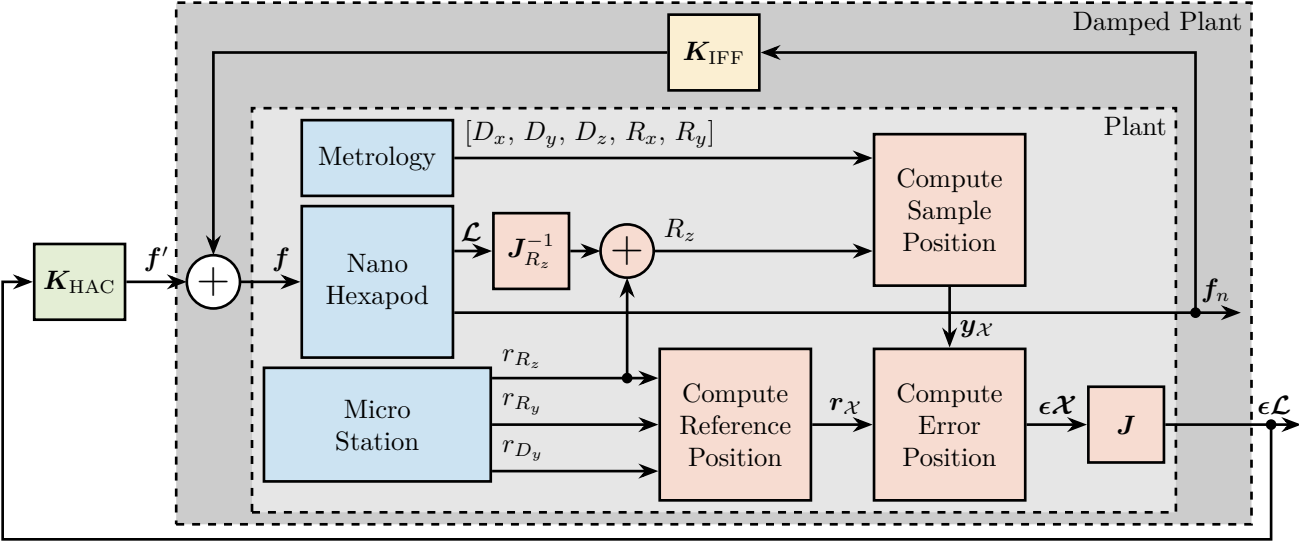 Damped Plant
K_IFF
Plant
[D_x, D_y, D_z, R_x, R_y]
Metrology
Compute
Sample
Position
𝓛
J_{R_z}^{-1}
+
R_z
Nano
Hexapod
K_HAC
f′
+
f
f_n
y_𝒳
r_{R_z}
r_{R_y}
r_{D_y}
Micro
Station
Compute
Reference
Position
r_𝒳
Compute
Error
Position
ϵ𝒳
J
ϵ𝓛